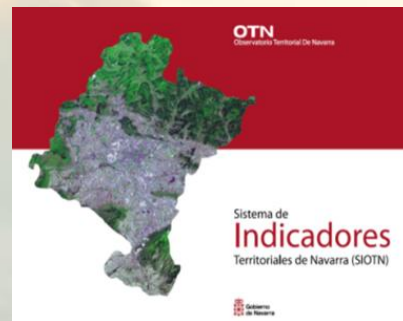 OTN
Observatorio Territorial De Navarra
Sistema de
Indicadores
Territoriales de Navarra (SIOTN)
Gobierno
de Navarra